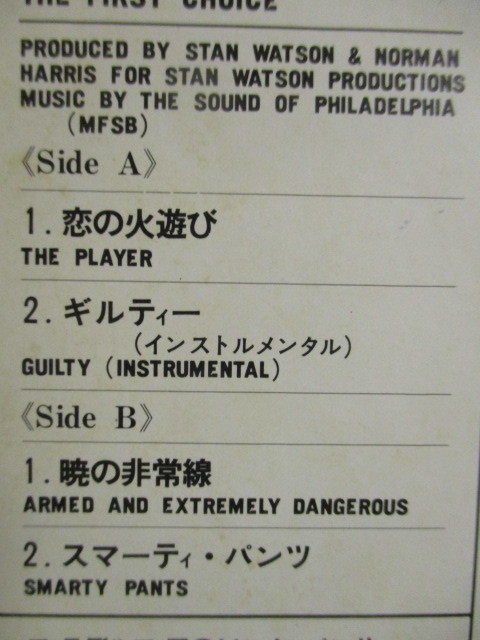 THE FIRST CHOICE
PRODUCED BY STAN WATSON & NORMAN
HARRIS FOR STAN WATSON PRODUCTIONS
MUSIC BY THE SOUND OF PHILADELPHIA
(MFSB)
《Side A》
1. 恋の火遊び
THE PLAYER
2. ギルティー
(インストルメンタル)
GUILTY (INSTRUMENTAL)
《Side B》
1. 暁の非常線
ARMED AND EXTREMELY DANGEROUS
2. スマーティ・パンツ
SMARTY PANTS